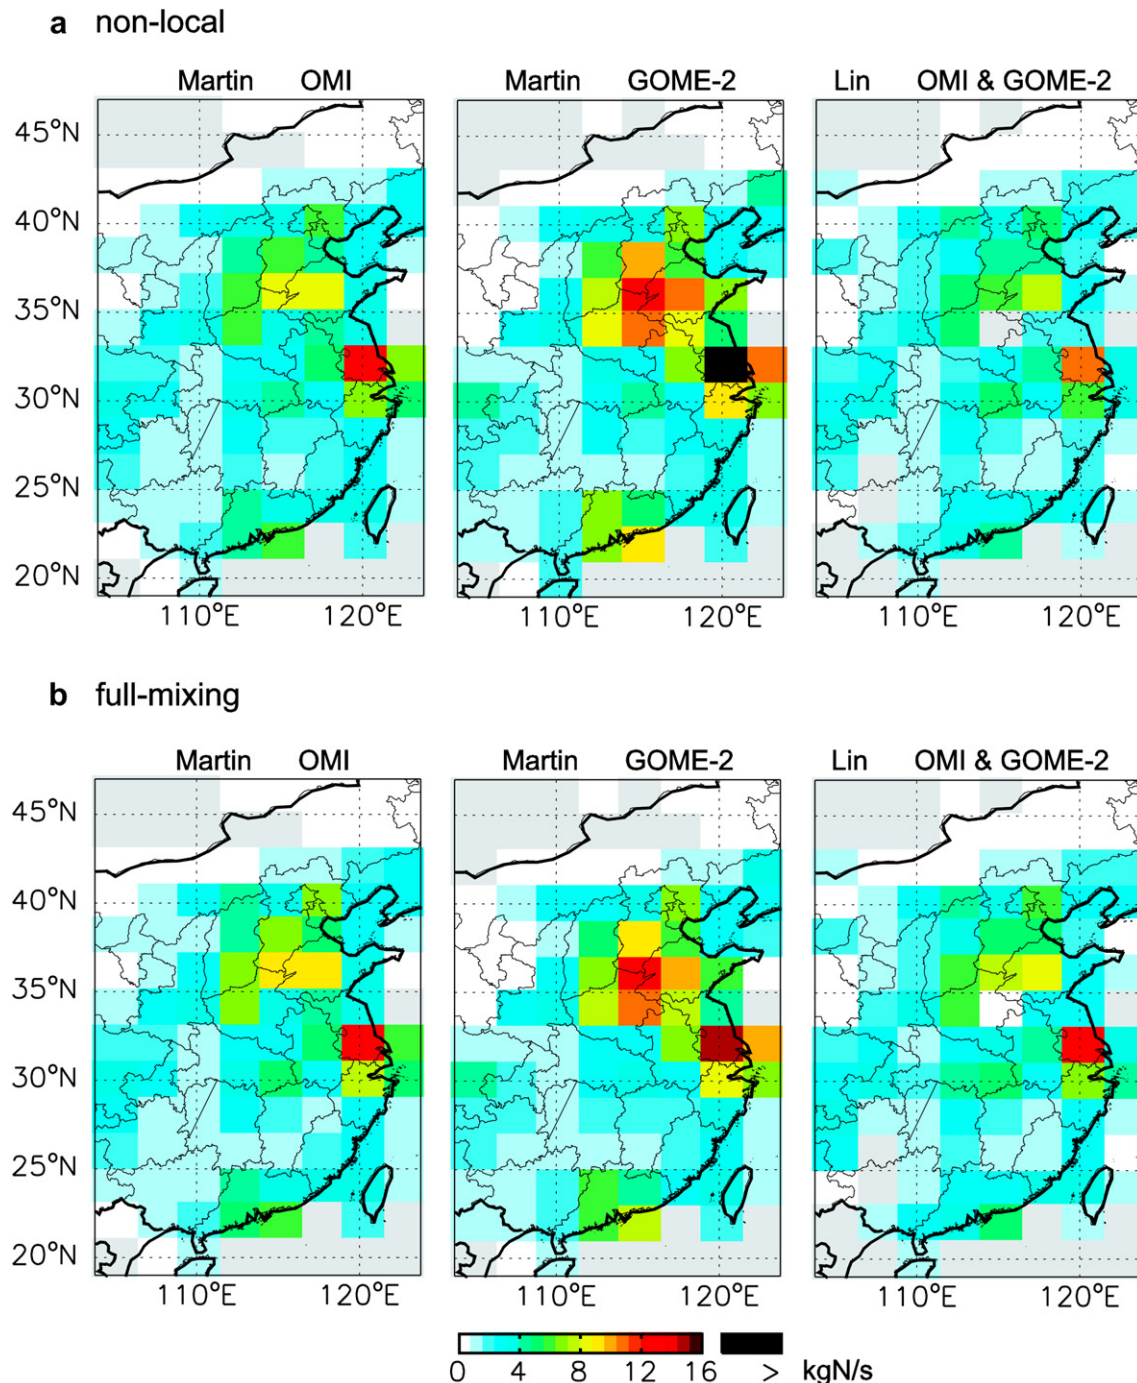 a non-local
Martin OMI Martin GOME-2 Lin OMI & GOME-2
45°N
40°N
35°N
30°N
25°N
20°N
110°E 120°E 110°E 120°E 110°E 120°E
b full-mixing
Martin OMI Martin GOME-2 Lin OMI & GOME-2
45°N
40°N
35°N
30°N
25°N
20°N
110°E 120°E 110°E 120°E 110°E 120°E
0 4 8 12 16 > kgN/s